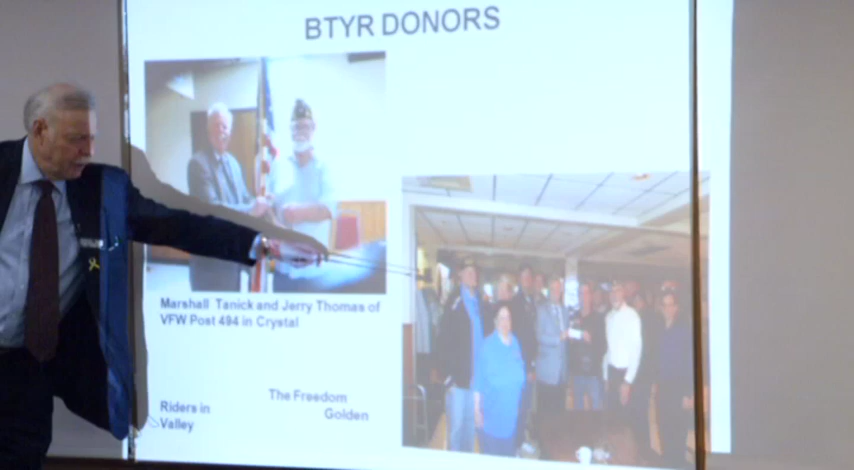 BTYR DONORS
Marshall Tanick and Jerry Thomas of
VFW Post 494 in Crystal
The Freedom
Riders in Golden
Valley